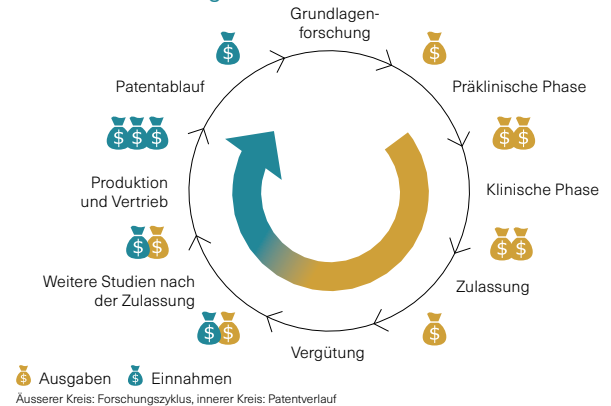 Grundlagen-
forschung
Präklinische Phase
Klinische Phase
Zulassung
Vergütung
Weitere Studien nach
der Zulassung
Produktion
und Vertrieb
Patentablauf
$
$
$$
$$
$
$$
$$
$$$
$ Ausgaben $ Einnahmen
Äusserer Kreis: Forschungszyklus, innerer Kreis: Patentverlauf